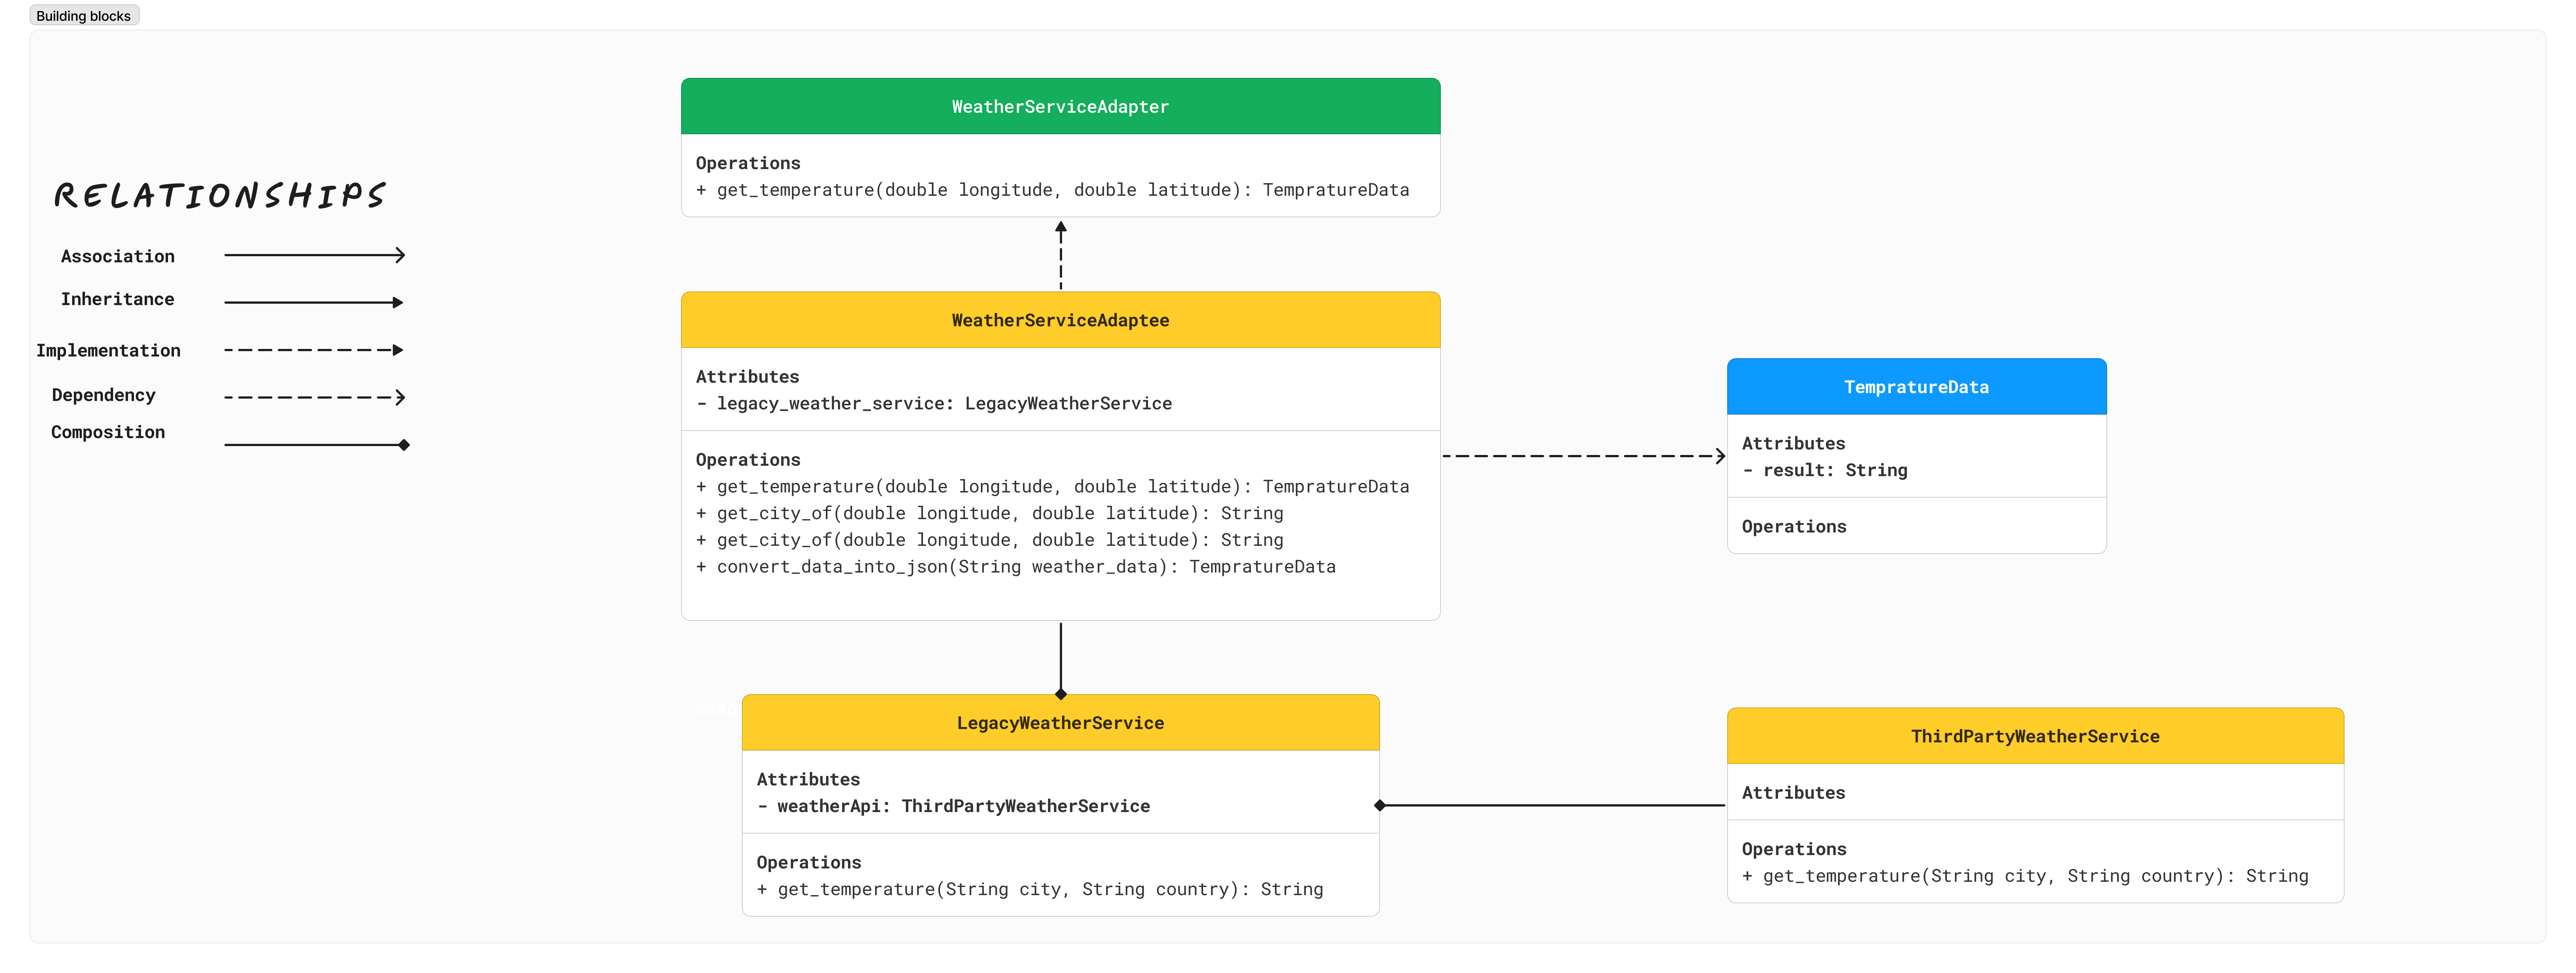 Building blocks
RELATIONSHIPS
Association
Inheritance
Implementation
Dependency
Composition
WeatherServiceAdapter
Operations
+ get_temperature(double longitude, double latitude): TempratureData
WeatherServiceAdaptee
Attributes
- legacy_weather_service: LegacyWeatherService
Operations
+ get_temperature(double longitude, double latitude): TempratureData
+ get_city_of(double longitude, double latitude): String
+ get_city_of(double longitude, double latitude): String
+ convert_data_into_json(String weather_data): TempratureData
TempratureData
Attributes
- result: String
Operations
LegacyWeatherService
Attributes
- weatherApi: ThirdPartyWeatherService
Operations
+ get_temperature(String city, String country): String
ThirdPartyWeatherService
Attributes
Operations
+ get_temperature(String city, String country): String